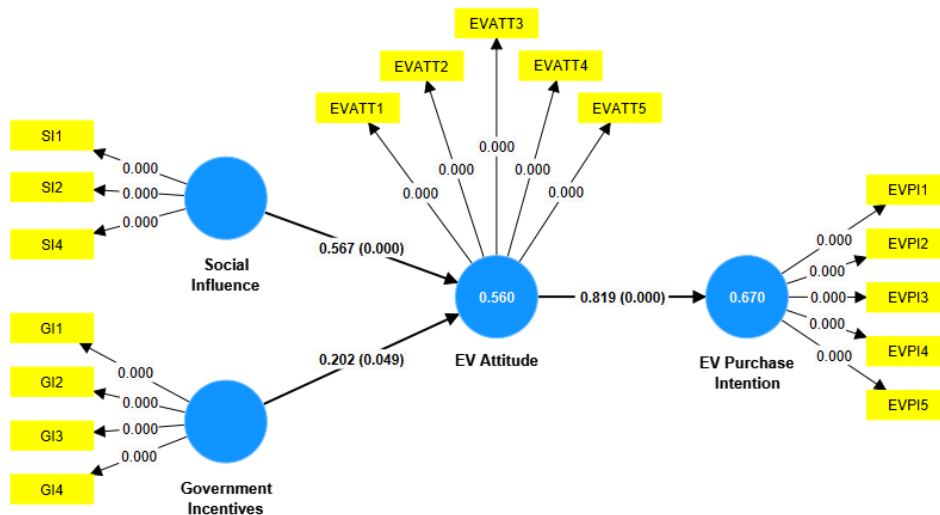 EVATT3
EVATT2
EVATT4
EVATT1
EVATT5
SI1
SI2
SI4
0.000
0.000
0.000
0.000
0.000
0.000
0.000
0.000
Social
Influence
0.567 (0.000)
GI1
GI2
GI3
GI4
0.000
0.000
0.000
0.000
Government
Incentives
0.202 (0.049)
0.560
EV Attitude
0.819 (0.000)
0.670
EV Purchase
Intention
0.000
0.000
0.000
0.000
0.000
EVPI1
EVPI2
EVPI3
EVPI4
EVPI5